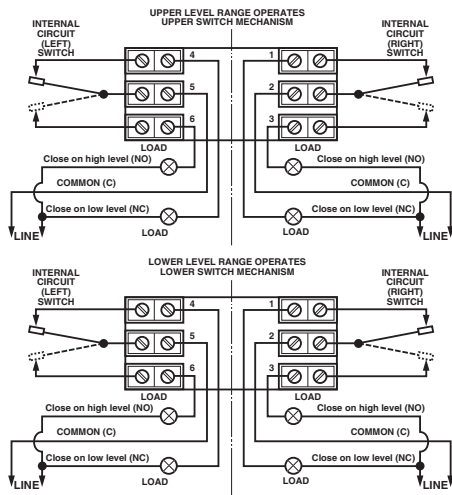 UPPER LEVEL RANGE OPERATES
UPPER SWITCH MECHANISM
INTERNAL
CIRCUIT
(LEFT)
SWITCH
INTERNAL
CIRCUIT
(RIGHT)
SWITCH
4
1
5
2
6
3
LOAD
LOAD
Close on high level (NO)
Close on high level (NO)
COMMON (C)
COMMON (C)
Close on low level (NC)
Close on low level (NC)
LINE
LOAD
LOAD
LINE
LOWER LEVEL RANGE OPERATES
LOWER SWITCH MECHANISM
INTERNAL
CIRCUIT
(LEFT)
SWITCH
INTERNAL
CIRCUIT
(RIGHT)
SWITCH
4
1
5
2
6
3
LOAD
LOAD
Close on high level (NO)
Close on high level (NO)
COMMON (C)
COMMON (C)
Close on low level (NC)
Close on low level (NC)
LINE
LOAD
LOAD
LINE